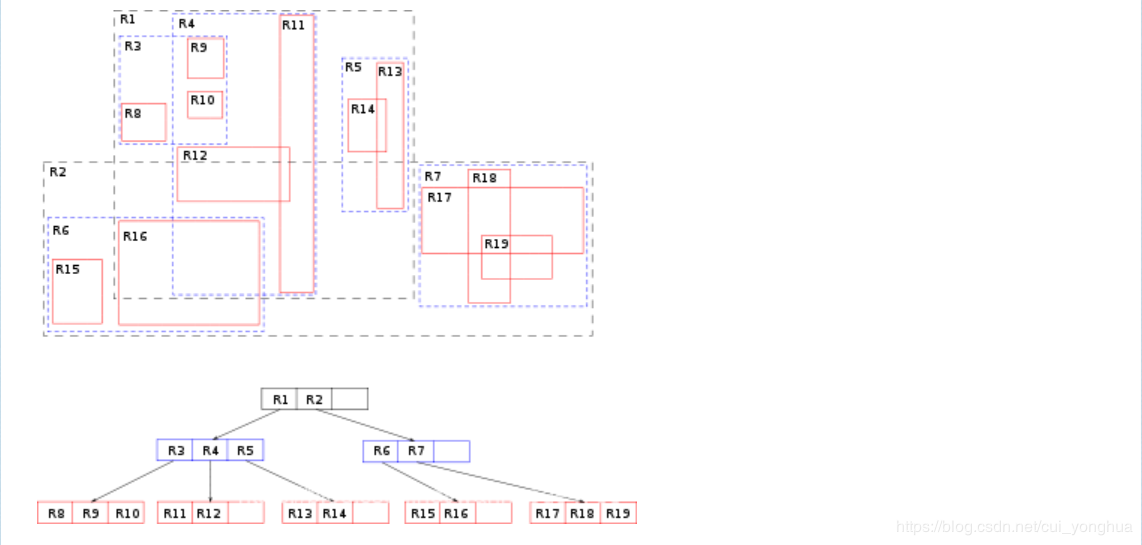 R1 R4 R11
R3 R9
R5 R13
R10
R14
R8
R12
R2
R7 R18
R17
R6
R16
R19
R15
R1 R2
R3 R4 R5 R6 R7
R8 R9 R10 R11 R12 R13 R14 R15 R16 R17 R18 R19
https://blog.csdn.net/cui_yonghua